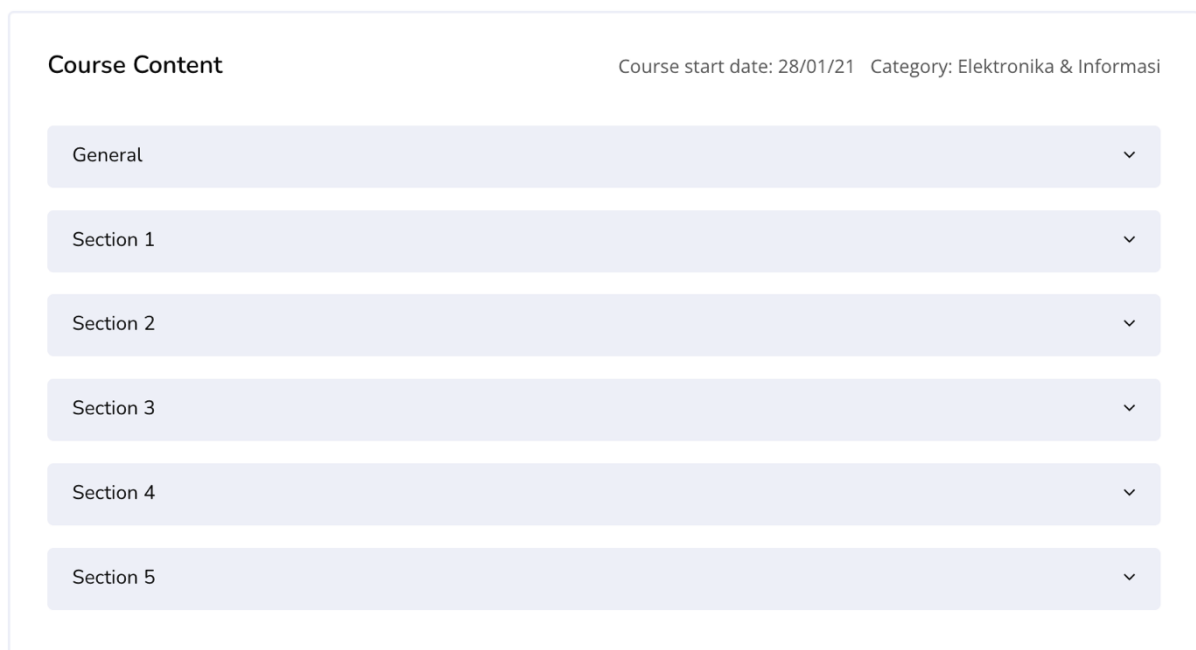 Course Content
Course start date: 28/01/21 Category: Elektronika & Informasi
General
Section 1
Section 2
Section 3
Section 4
Section 5